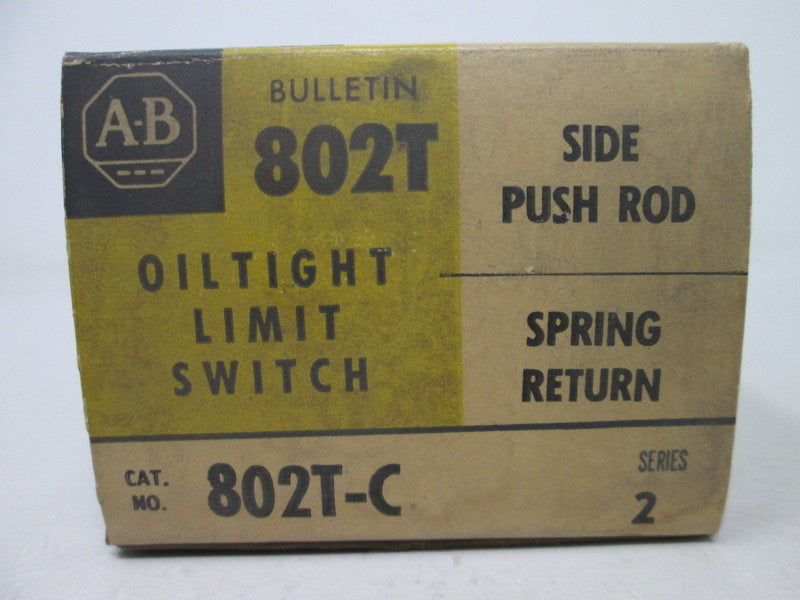 A-B
BULLETIN
802T
OILTIGHT
LIMIT
SWITCH
SIDE
PUSH ROD
SPRING
RETURN
CAT.
NO.
802T-C
SERIES
2